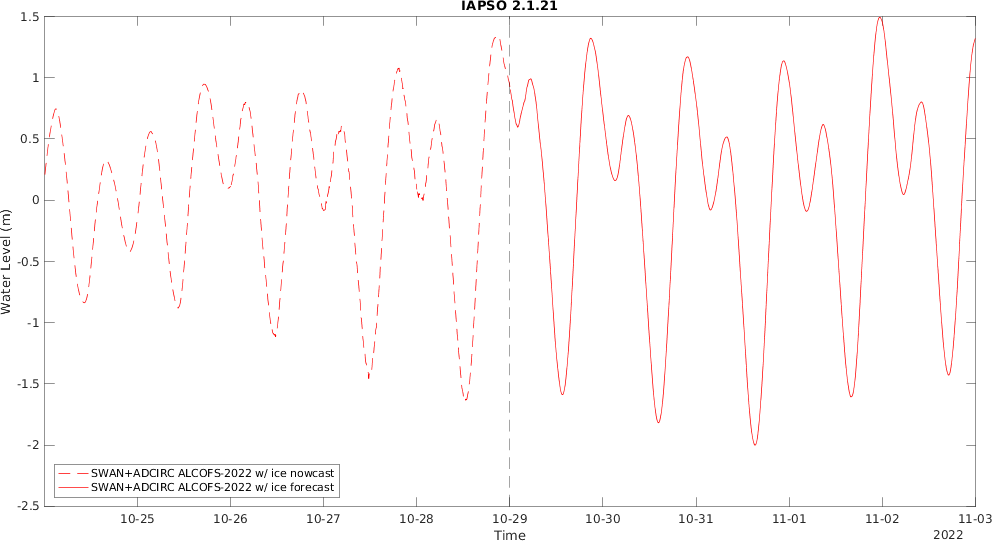 IAPSO 2.1.21
1.5
1
0.5
0
-0.5
-1
-1.5
-2
-2.5
Water Level (m)
SWAN+ADCIRC ALCOFS-2022 w/ ice nowcast
SWAN+ADCIRC ALCOFS-2022 w/ ice forecast
10-25 10-26 10-27 10-28 10-29 10-30 10-31 11-01 11-02 11-03
Time
2022